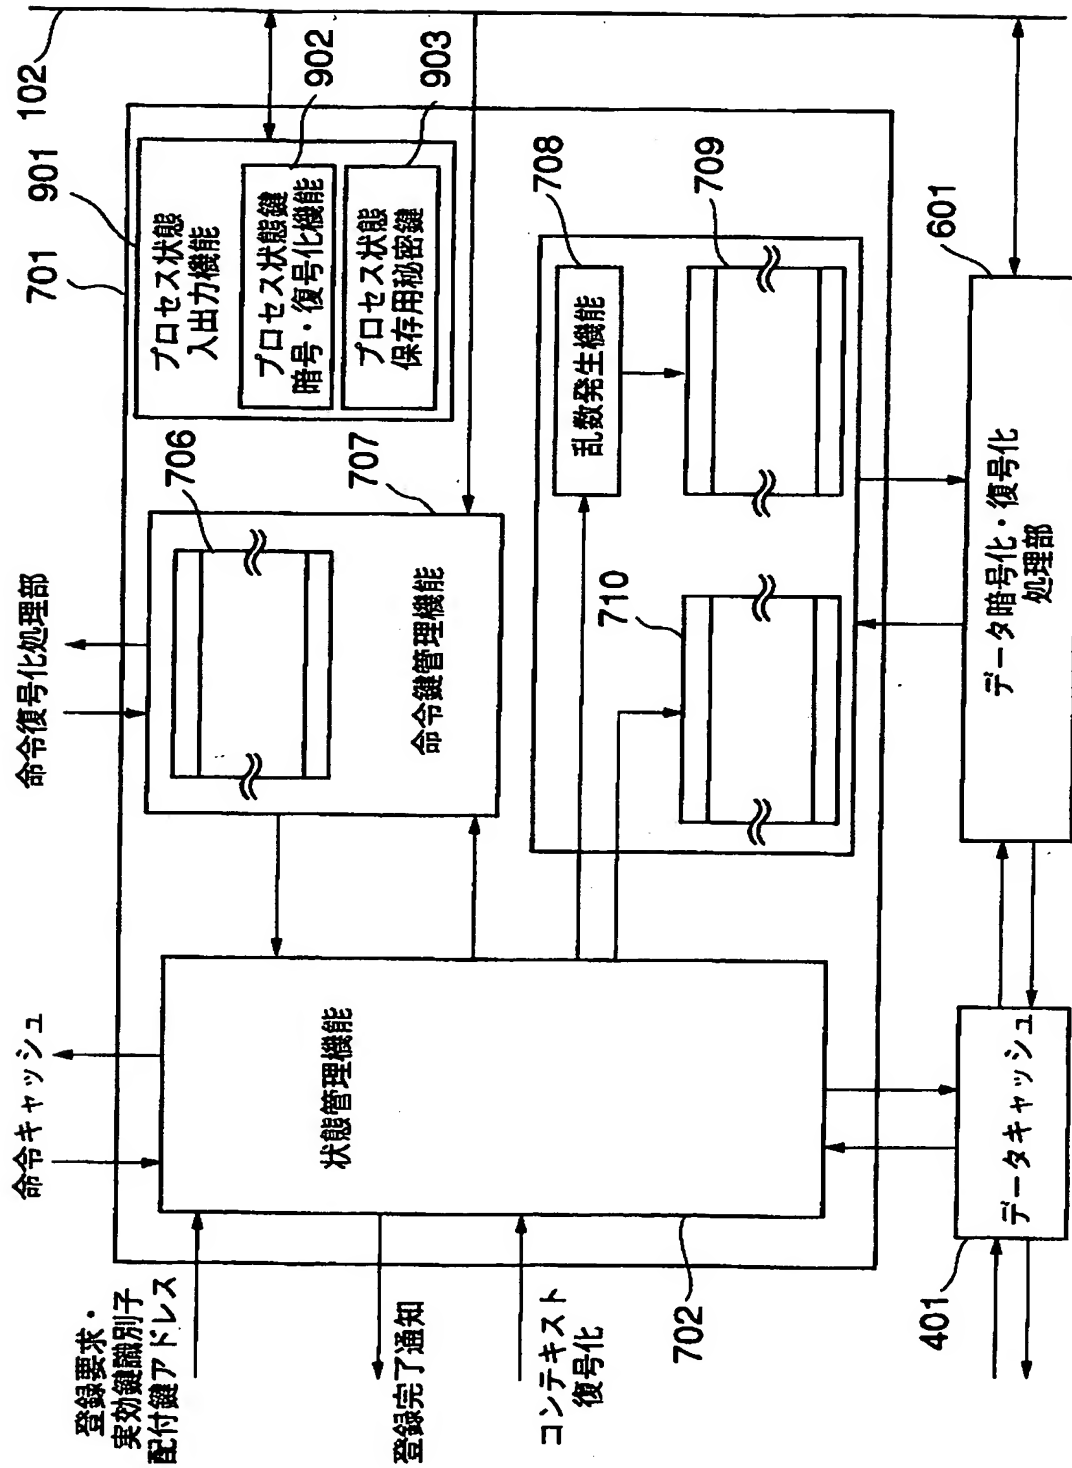 102
901
701
プロセス状態
入出力機能
902
プロセス状態鍵
暗号・復号化機能
903
プロセス状態
保存用秘密鍵
命令復号化処理部
706
707
命令鍵管理機能
708
乱数発生機能
709
710
601
データ暗号化・復号化
処理部
命令キャッシュ
状態管理機能
702
登録要求・
実効鍵識別子
配付鍵アドレス
登録完了通知
コンテキスト
復号化
データキャッシュ
401